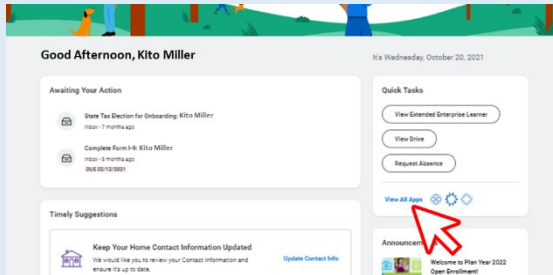 Good Afternoon, Kito Miller
It's Wednesday, October 20, 2021
Awaiting Your Action
State Tax Election for Onboarding: Kito Miller
Inbox - 7 months ago
Complete Form I-9: Kito Miller
Inbox - 8 months ago
DUE 02/12/2021
Quick Tasks
View Extended Enterprise Learner
View Drive
Request Absence
View All Apps
Timely Suggestions
Keep Your Home Contact Information Updated
We would like you to review your Contact Information and
ensure it's up to date.
Update Contact Info
Welcome to Plan Year 2022
Open Enrollment!